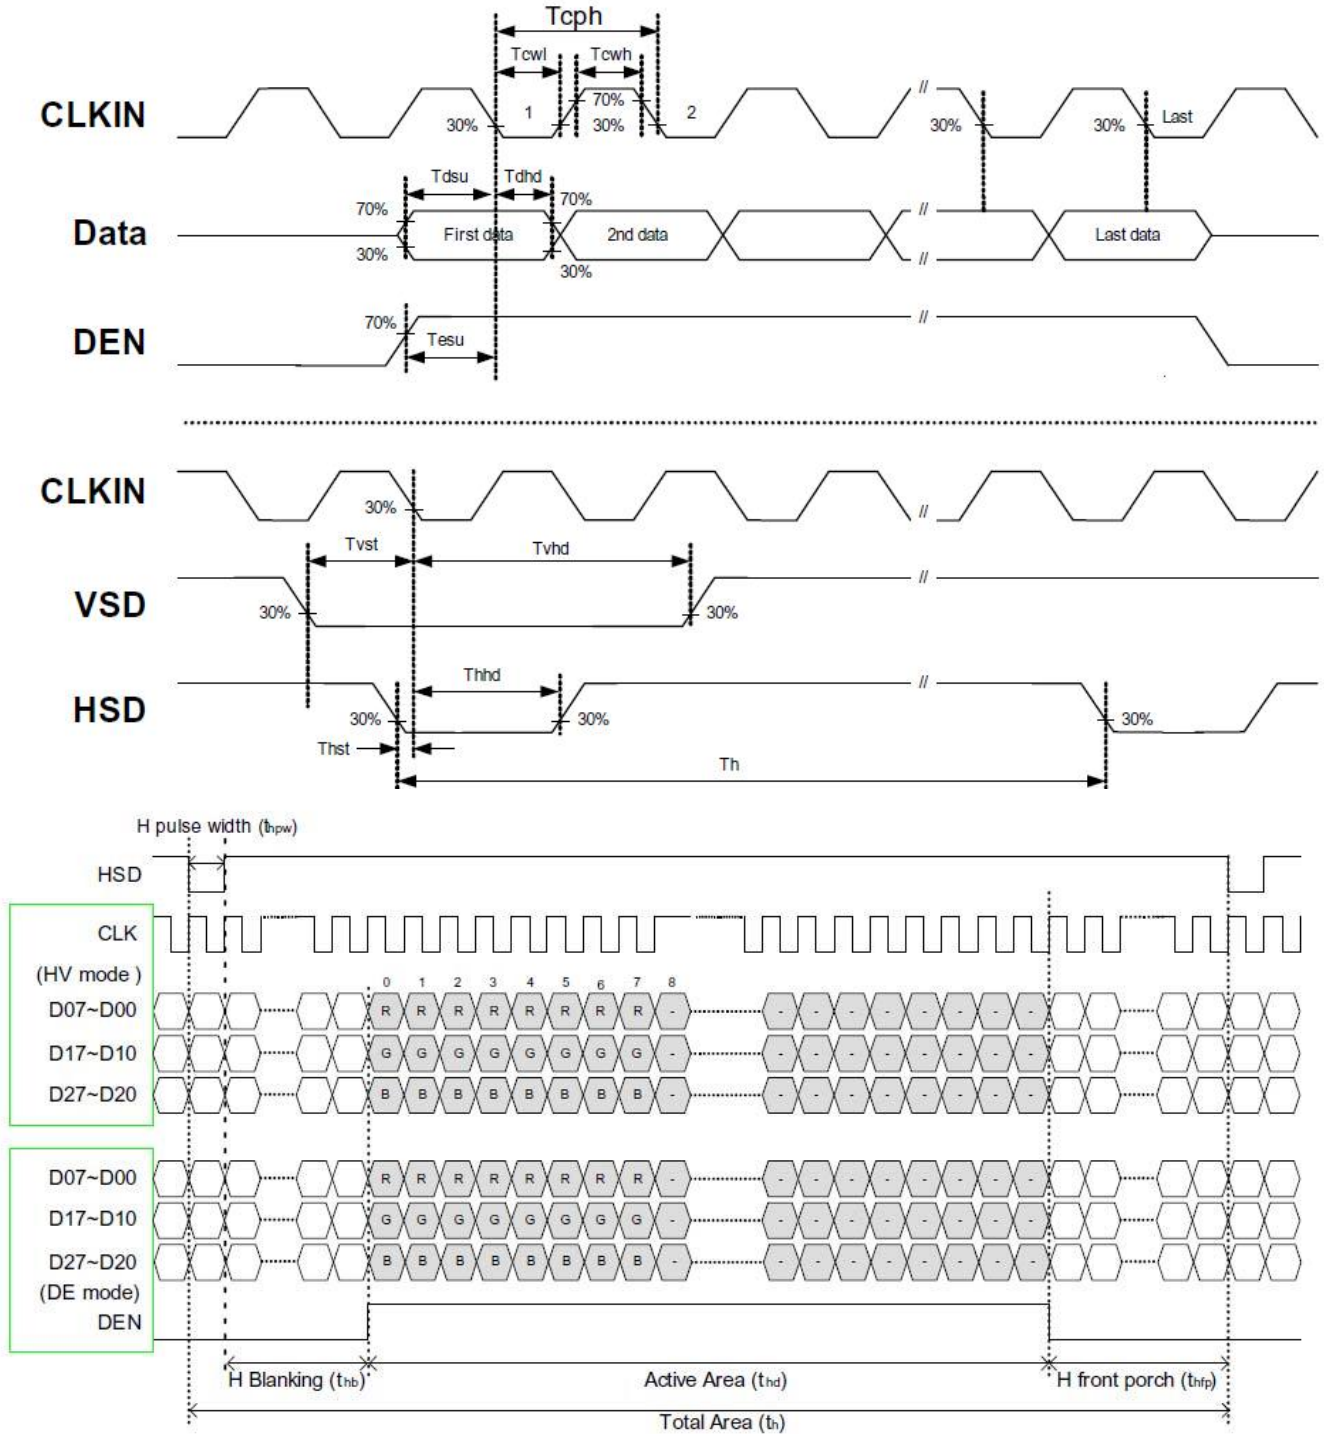 Tcph
Tcwl Tcwh
CLKIN 30% 1 70% 30% 2 // 30% 30% Last
Tdsu Tdhd
70% 70%
Data First data 2nd data // // Last data
30% 30%
70%
DEN Tesu //
CLKIN 30% //
Tvst Tvhd
VSD 30% 30% //
Thhd
HSD 30% 30% // 30%
Thst
Th
H pulse width (thpw)
HSD
CLK
(HV mode )
0 1 2 3 4 5 6 7 8
D07~D00 R R R R R R R R - - - - - - - - -
D17~D10 G G G G G G G G - - - - - - - - -
D27~D20 B B B B B B B B - - - - - - - - -
D07~D00 R R R R R R R R - - - - - - - - -
D17~D10 G G G G G G G G - - - - - - - - -
D27~D20 B B B B B B B B - - - - - - - - -
(DE mode)
DEN
H Blanking (thb) Active Area (thd) H front porch (thfp)
Total Area (th)